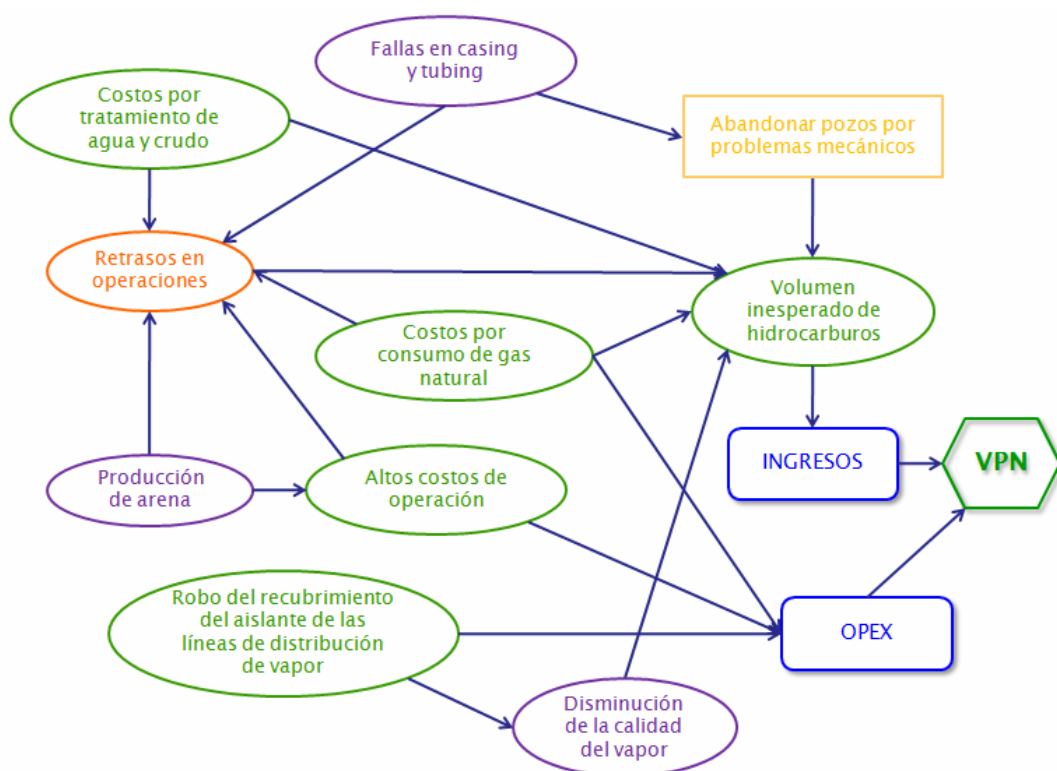 Fallas en casing
y tubing
Costos por
tratamiento de
agua y crudo
Abandonar pozos por
problemas mecánicos
Retrasos en
operaciones
Volumen
inesperado de
hidrocarburos
Costos por
consumo de gas
natural
INGRESOS
VPN
Producción
de arena
Altos costos de
operación
Robo del recubrimiento
del aislante de las
líneas de distribución
de vapor
OPEX
Disminución
de la calidad
del vapor